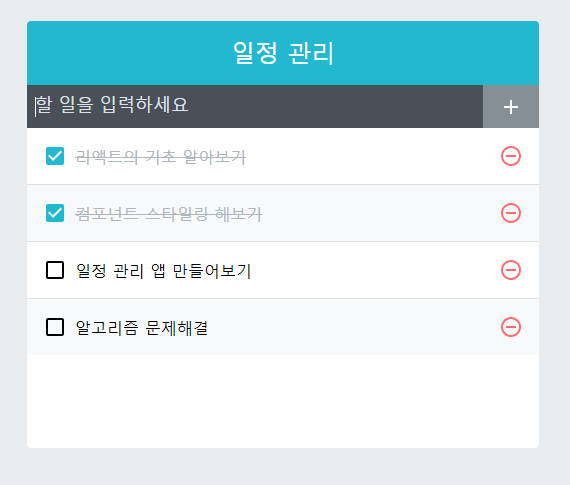 일정 관리
할 일을 입력하세요
리액트의 기초 알아보기
컴포넌트 스타일링 해보기
일정 관리 앱 만들어보기
알고리즘 문제해결